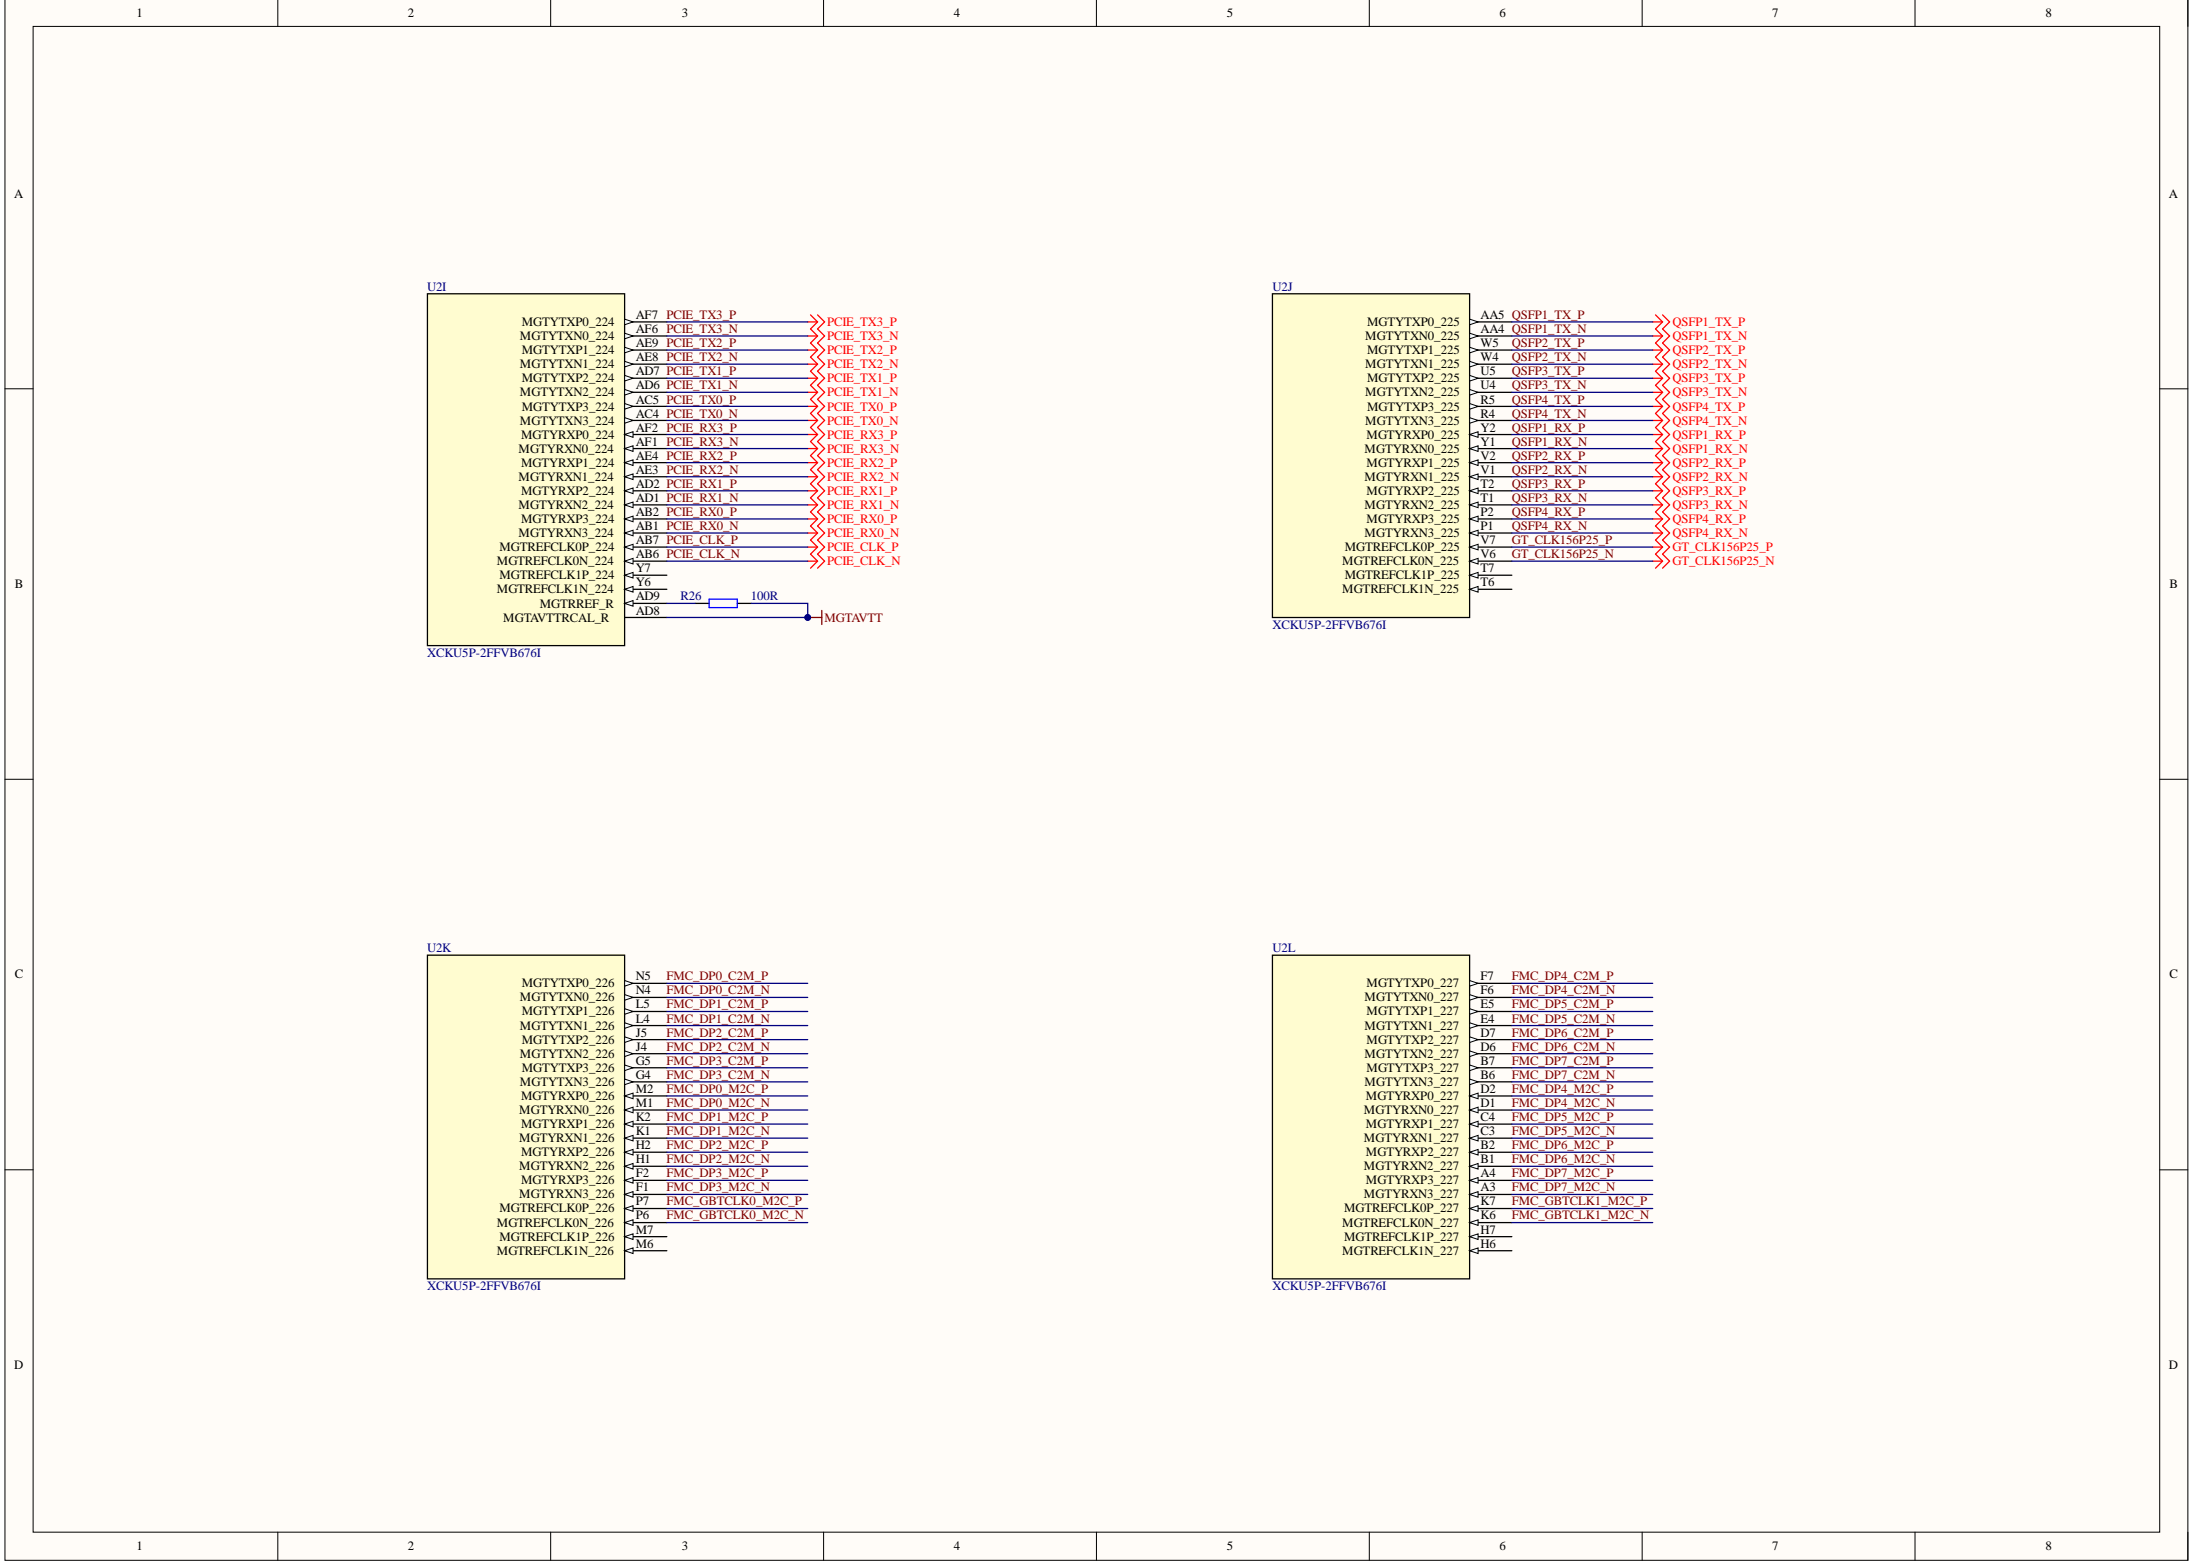 1 2 3 4 5 6 7 8
A A
U2I
MGTYTXP0_224 AF7 PCIE_TX3_P PCIE_TX3_P
MGTYTXN0_224 AF6 PCIE_TX3_N PCIE_TX3_N
MGTYTXP1_224 AE9 PCIE_TX2_P PCIE_TX2_P
MGTYTXN1_224 AE8 PCIE_TX2_N PCIE_TX2_N
MGTYTXP2_224 AD7 PCIE_TX1_P PCIE_TX1_P
MGTYTXN2_224 AD6 PCIE_TX1_N PCIE_TX1_N
MGTYTXP3_224 AC5 PCIE_TX0_P PCIE_TX0_P
MGTYTXN3_224 AC4 PCIE_TX0_N PCIE_TX0_N
MGTYRXP0_224 AF2 PCIE_RX3_P PCIE_RX3_P
MGTYRXN0_224 AF1 PCIE_RX3_N PCIE_RX3_N
MGTYRXP1_224 AE4 PCIE_RX2_P PCIE_RX2_P
MGTYRXN1_224 AE3 PCIE_RX2_N PCIE_RX2_N
MGTYRXP2_224 AD2 PCIE_RX1_P PCIE_RX1_P
MGTYRXN2_224 AD1 PCIE_RX1_N PCIE_RX1_N
MGTYRXP3_224 AB2 PCIE_RX0_P PCIE_RX0_P
MGTYRXN3_224 AB1 PCIE_RX0_N PCIE_RX0_N
MGTREFCLK0P_224 AB7 PCIE_CLK_P PCIE_CLK_P
MGTREFCLK0N_224 AB6 PCIE_CLK_N PCIE_CLK_N
MGTREFCLK1P_224 Y7
MGTREFCLK1N_224 Y6
MGTRREF_R AD9 R26 100R
MGTAVTTRCAL_R AD8 MGTAVTT
XCKU5P-2FFVB676I
U2J
MGTYTXP0_225 AA5 QSFP1_TX_P QSFP1_TX_P
MGTYTXN0_225 AA4 QSFP1_TX_N QSFP1_TX_N
MGTYTXP1_225 W5 QSFP2_TX_P QSFP2_TX_P
MGTYTXN1_225 W4 QSFP2_TX_N QSFP2_TX_N
MGTYTXP2_225 U5 QSFP3_TX_P QSFP3_TX_P
MGTYTXN2_225 U4 QSFP3_TX_N QSFP3_TX_N
MGTYTXP3_225 R5 QSFP4_TX_P QSFP4_TX_P
MGTYTXN3_225 R4 QSFP4_TX_N QSFP4_TX_N
MGTYRXP0_225 Y2 QSFP1_RX_P QSFP1_RX_P
MGTYRXN0_225 Y1 QSFP1_RX_N QSFP1_RX_N
MGTYRXP1_225 V2 QSFP2_RX_P QSFP2_RX_P
MGTYRXN1_225 V1 QSFP2_RX_N QSFP2_RX_N
MGTYRXP2_225 T2 QSFP3_RX_P QSFP3_RX_P
MGTYRXN2_225 T1 QSFP3_RX_N QSFP3_RX_N
MGTYRXP3_225 P2 QSFP4_RX_P QSFP4_RX_P
MGTYRXN3_225 P1 QSFP4_RX_N QSFP4_RX_N
MGTREFCLK0P_225 V7 GT_CLK156P25_P GT_CLK156P25_P
MGTREFCLK0N_225 V6 GT_CLK156P25_N GT_CLK156P25_N
MGTREFCLK1P_225 T7
MGTREFCLK1N_225 T6
XCKU5P-2FFVB676I
B B
U2K
MGTYTXP0_226 N5 FMC_DP0_C2M_P
MGTYTXN0_226 N4 FMC_DP0_C2M_N
MGTYTXP1_226 L5 FMC_DP1_C2M_P
MGTYTXN1_226 L4 FMC_DP1_C2M_N
MGTYTXP2_226 J5 FMC_DP2_C2M_P
MGTYTXN2_226 J4 FMC_DP2_C2M_N
MGTYTXP3_226 G5 FMC_DP3_C2M_P
MGTYTXN3_226 G4 FMC_DP3_C2M_N
MGTYRXP0_226 M2 FMC_DP0_M2C_P
MGTYRXN0_226 M1 FMC_DP0_M2C_N
MGTYRXP1_226 K2 FMC_DP1_M2C_P
MGTYRXN1_226 K1 FMC_DP1_M2C_N
MGTYRXP2_226 H2 FMC_DP2_M2C_P
MGTYRXN2_226 H1 FMC_DP2_M2C_N
MGTYRXP3_226 F2 FMC_DP3_M2C_P
MGTYRXN3_226 F1 FMC_DP3_M2C_N
MGTREFCLK0P_226 P7 FMC_GBTCLK0_M2C_P
MGTREFCLK0N_226 P6 FMC_GBTCLK0_M2C_N
MGTREFCLK1P_226 M7
MGTREFCLK1N_226 M6
XCKU5P-2FFVB676I
U2L
MGTYTXP0_227 F7 FMC_DP4_C2M_P
MGTYTXN0_227 F6 FMC_DP4_C2M_N
MGTYTXP1_227 E5 FMC_DP5_C2M_P
MGTYTXN1_227 E4 FMC_DP5_C2M_N
MGTYTXP2_227 D7 FMC_DP6_C2M_P
MGTYTXN2_227 D6 FMC_DP6_C2M_N
MGTYTXP3_227 B7 FMC_DP7_C2M_P
MGTYTXN3_227 B6 FMC_DP7_C2M_N
MGTYRXP0_227 D2 FMC_DP4_M2C_P
MGTYRXN0_227 D1 FMC_DP4_M2C_N
MGTYRXP1_227 C4 FMC_DP5_M2C_P
MGTYRXN1_227 C3 FMC_DP5_M2C_N
MGTYRXP2_227 B2 FMC_DP6_M2C_P
MGTYRXN2_227 B1 FMC_DP6_M2C_N
MGTYRXP3_227 A4 FMC_DP7_M2C_P
MGTYRXN3_227 A3 FMC_DP7_M2C_N
MGTREFCLK0P_227 K7 FMC_GBTCLK1_M2C_P
MGTREFCLK0N_227 K6 FMC_GBTCLK1_M2C_N
MGTREFCLK1P_227 H7
MGTREFCLK1N_227 H6
XCKU5P-2FFVB676I
C C
D D
1 2 3 4 5 6 7 8